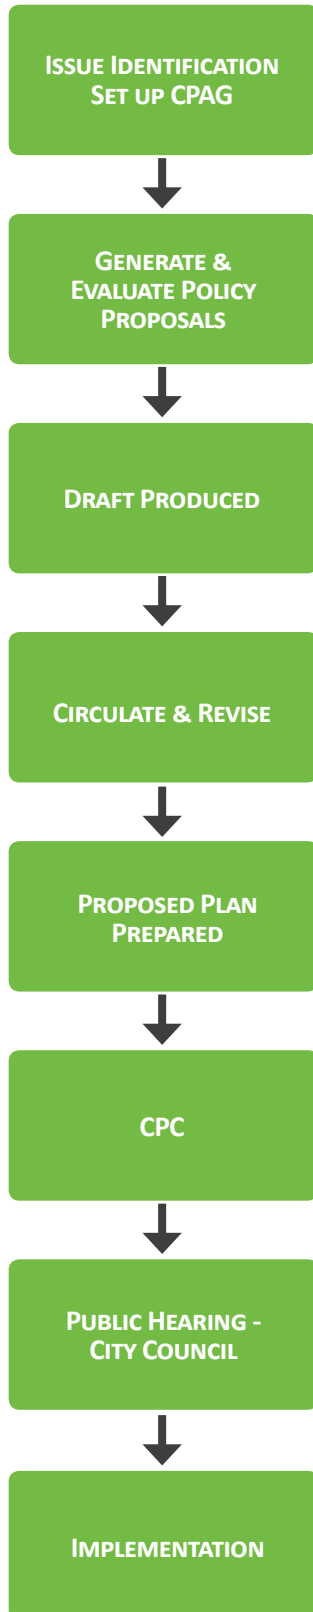 Issue Identification
Set up CPAG
Generate &
Evaluate Policy
Proposals
Draft Produced
Circulate & Revise
Proposed Plan
Prepared
CPC
Public Hearing -
City Council
Implementation